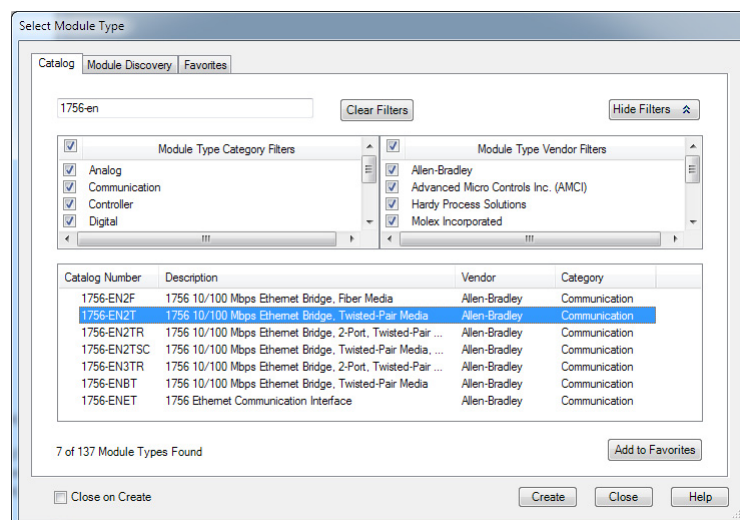 Select Module Type
Catalog Module Discovery Favorites
1756-en Clear Filters Hide Filters
Module Type Category Filters Module Type Vendor Filters
Analog Allen-Bradley
Communication Advanced Micro Controls Inc. (AMCI)
Controller Hardy Process Solutions
Digital Molex Incorporated
Catalog Number Description Vendor Category
1756-EN2F 1756 10/100 Mbps Ethernet Bridge, Fiber Media Allen-Bradley Communication
1756-EN2T 1756 10/100 Mbps Ethernet Bridge, Twisted-Pair Media Allen-Bradley Communication
1756-EN2TR 1756 10/100 Mbps Ethernet Bridge, 2-Port, Twisted-Pair ... Allen-Bradley Communication
1756-EN2TSC 1756 10/100 Mbps Ethernet Bridge, Twisted-Pair Media, ... Allen-Bradley Communication
1756-EN3TR 1756 10/100 Mbps Ethernet Bridge, 2-Port, Twisted-Pair ... Allen-Bradley Communication
1756-ENBT 1756 10/100 Mbps Ethernet Bridge, Twisted-Pair Media Allen-Bradley Communication
1756-ENET 1756 Ethernet Communication Interface Allen-Bradley Communication
7 of 137 Module Types Found Add to Favorites
Close on Create Create Close Help